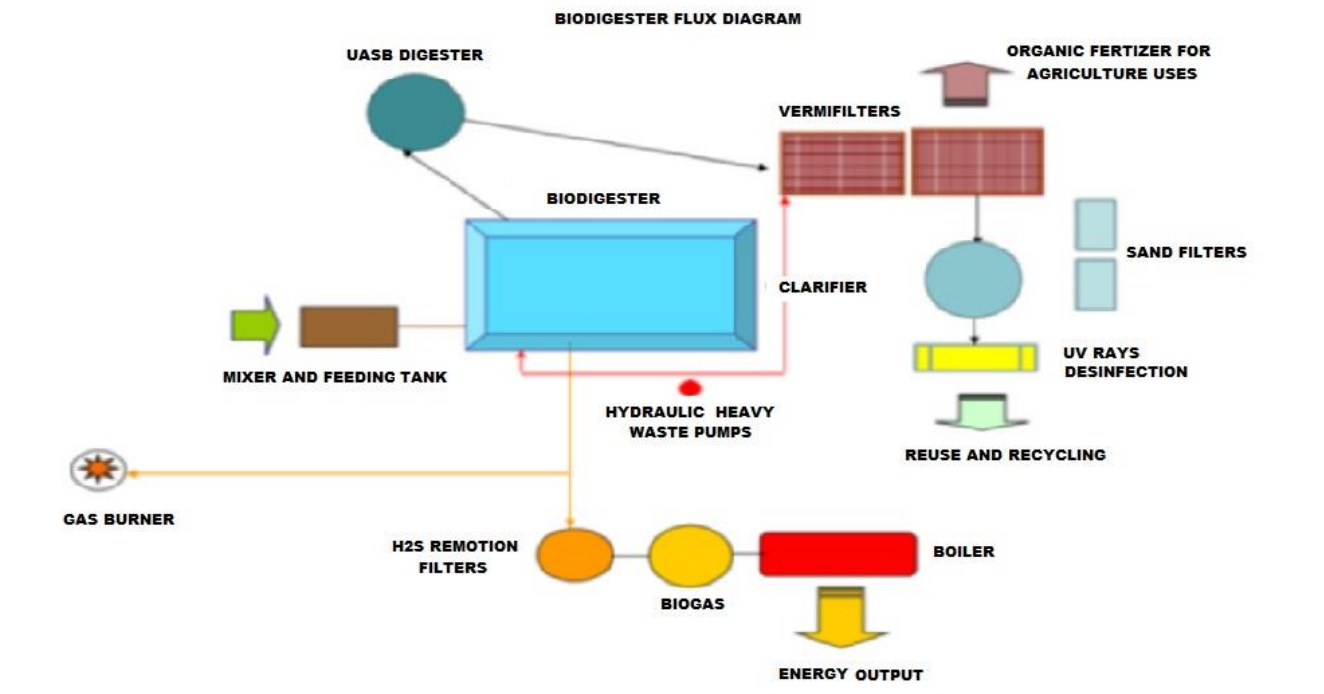 BIODIGESTER FLUX DIAGRAM
UASB DIGESTER
ORGANIC FERTIZER FOR
AGRICULTURE USES
VERMIFILTERS
BIODIGESTER
SAND FILTERS
CLARIFIER
MIXER AND FEEDING TANK
UV RAYS
DESINFECTION
HYDRAULIC HEAVY
WASTE PUMPS
REUSE AND RECYCLING
GAS BURNER
H2S REMOTION
FILTERS
BOILER
BIOGAS
ENERGY OUTPUT